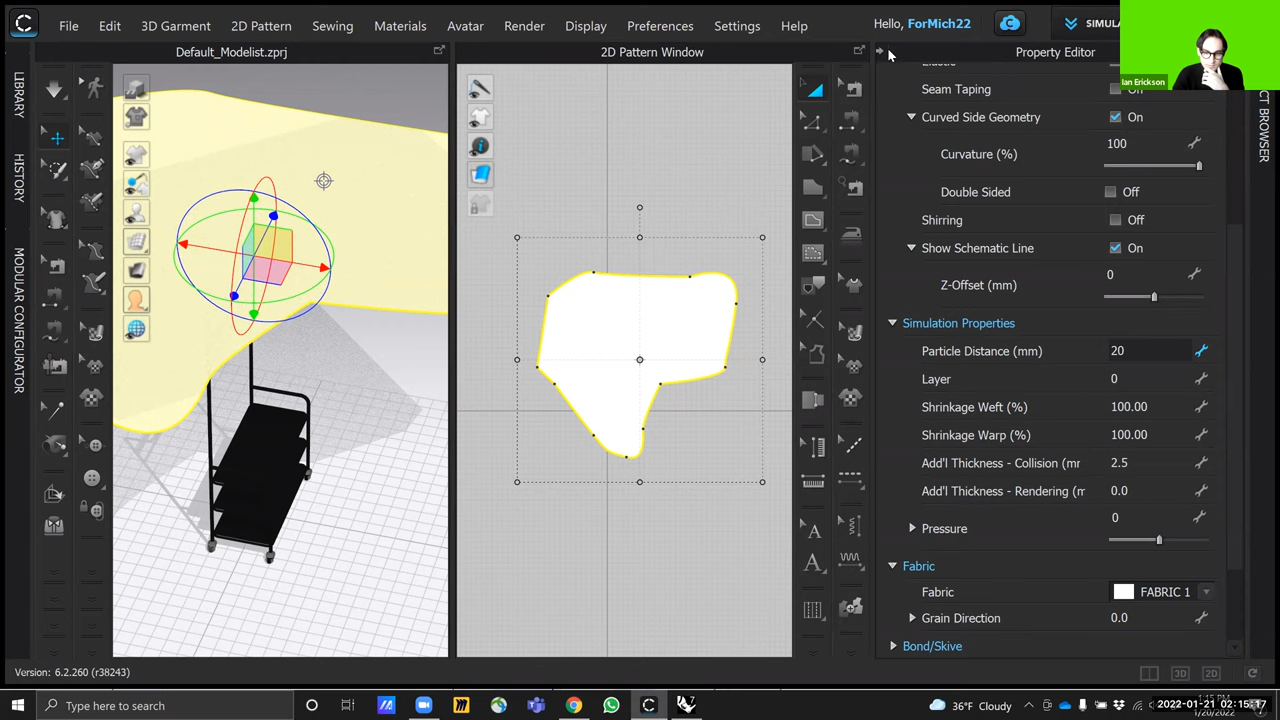 File Edit 3D Garment 2D Pattern Sewing Materials Avatar Render Display Preferences Settings Help Hello, ForMich22 SIMULA
Ian Erickson
Default_Modelist.zprj 2D Pattern Window Property Editor
LIBRARY
HISTORY
MODULAR CONFIGURATOR
Seam Taping
Curved Side Geometry On
Curvature (%) 100
Double Sided Off
Shirring Off
Show Schematic Line On
Z-Offset (mm) 0
Simulation Properties
Particle Distance (mm) 20
Layer 0
Shrinkage Weft (%) 100.00
Shrinkage Warp (%) 100.00
Add'l Thickness - Collision (mr 2.5
Add'l Thickness - Rendering (m 0.0
Pressure 0
Fabric
Fabric FABRIC 1
Grain Direction 0.0
Bond/Skive
CT BROWSER
Version: 6.2.260 (r38243) 3D 2D
Type here to search 36°F Cloudy
2022-01-21 02:15:17